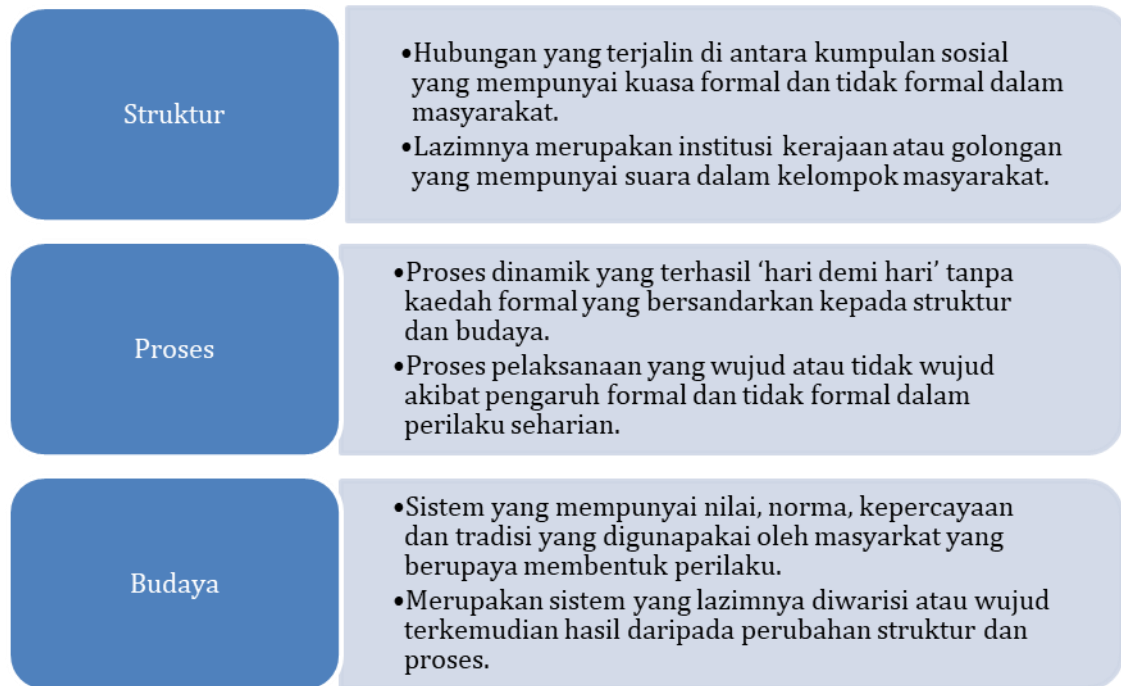 Struktur
•Hubungan yang terjalin di antara kumpulan sosial
yang mempunyai kuasa formal dan tidak formal dalam
masyarakat.
•Lazimnya merupakan institusi kerajaan atau golongan
yang mempunyai suara dalam kelompok masyarakat.
Proses
•Proses dinamik yang terhasil ‘hari demi hari’ tanpa
kaedah formal yang bersandarkan kepada struktur
dan budaya.
•Proses pelaksanaan yang wujud atau tidak wujud
akibat pengaruh formal dan tidak formal dalam
perilaku seharian.
Budaya
•Sistem yang mempunyai nilai, norma, kepercayaan
dan tradisi yang digunapakai oleh masyarkat yang
berupaya membentuk perilaku.
•Merupakan sistem yang lazimnya diwarisi atau wujud
terkemudian hasil daripada perubahan struktur dan
proses.